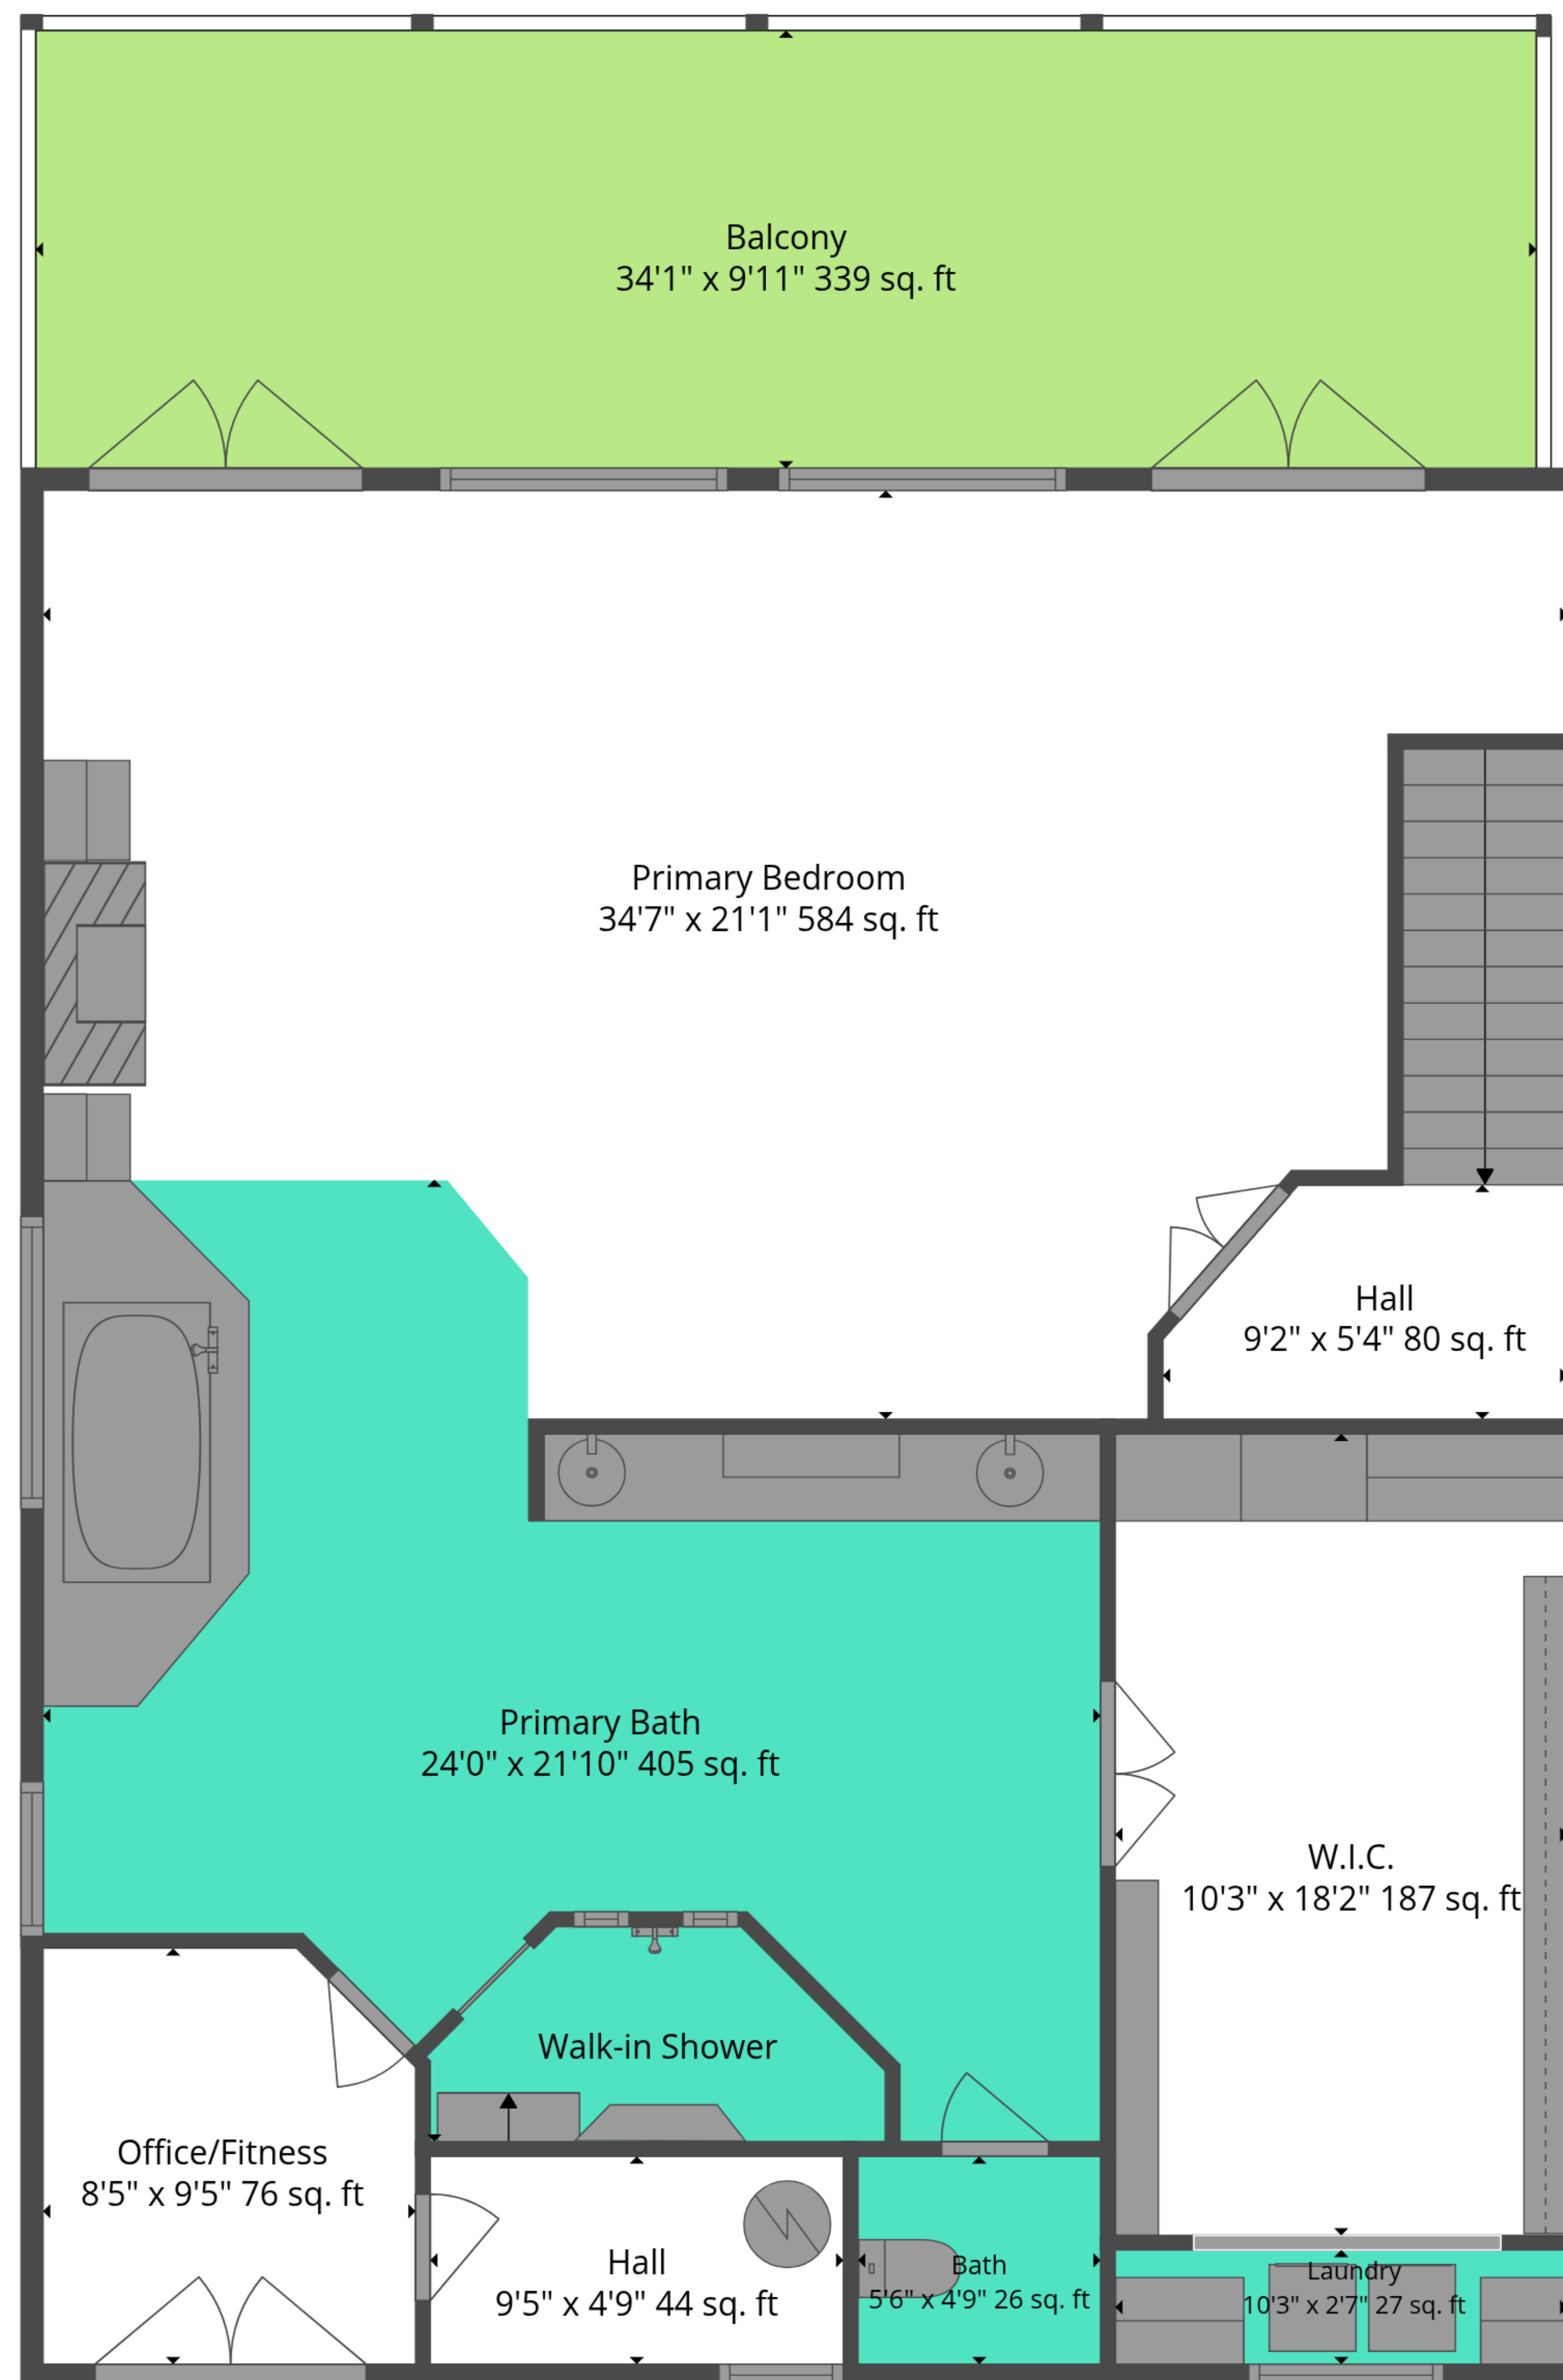 Balcony
34'1" x 9'11" 339 sq. ft
Primary Bedroom
34'7" x 21'1" 584 sq. ft
Hall
9'2" x 5'4" 80 sq. ft
Primary Bath
24'0" x 21'10" 405 sq. ft
W.I.C.
10'3" x 18'2" 187 sq. ft
Walk-in Shower
Office/Fitness
8'5" x 9'5" 76 sq. ft
Hall
9'5" x 4'9" 44 sq. ft
Bath
5'6" x 4'9" 26 sq. ft
Laundry
10'3" x 2'7" 27 sq. ft